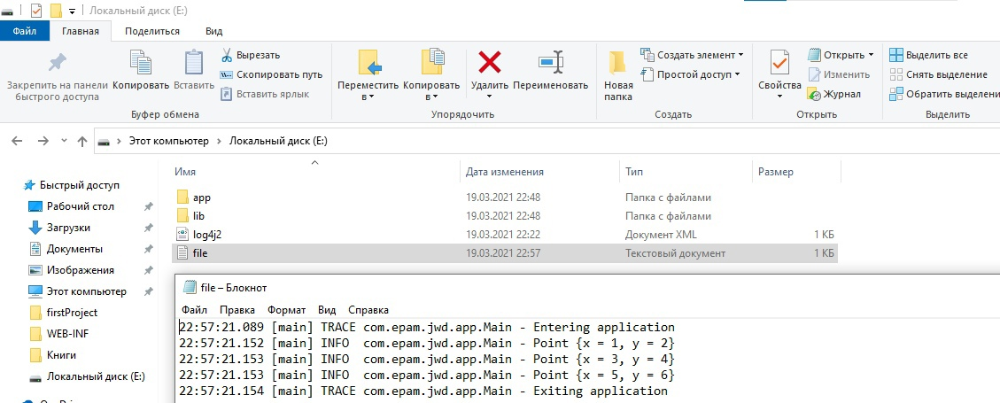 Локальный диск (E:)
Файл Главная Поделиться Вид
Закрепить на панели быстрого доступа
Копировать
Вставить
Вырезать
Скопировать путь
Вставить ярлык
Буфер обмена
Переместить в
Копировать в
Удалить
Переименовать
Упорядочить
Новая папка
Создать элемент
Простой доступ
Создать
Свойства
Открыть
Изменить
Журнал
Открыть
Выделить все
Снять выделение
Обратить выделени
Выделить
Этот компьютер Локальный диск (E:)
Быстрый доступ
Рабочий стол
Загрузки
Документы
Изображения
Этот компьютер
firstProject
WEB-INF
Книги
Локальный диск (E:)
Имя Дата изменения Тип Размер
app 19.03.2021 22:48 Папка с файлами
lib 19.03.2021 22:48 Папка с файлами
log4j2 19.03.2021 22:22 Документ XML 1 КБ
file 19.03.2021 22:57 Текстовый документ 1 КБ
file – Блокнот
Файл Правка Формат Вид Справка
22:57:21.089 [main] TRACE com.epam.jwd.app.Main - Entering application
22:57:21.152 [main] INFO  com.epam.jwd.app.Main - Point {x = 1, y = 2}
22:57:21.153 [main] INFO  com.epam.jwd.app.Main - Point {x = 3, y = 4}
22:57:21.153 [main] INFO  com.epam.jwd.app.Main - Point {x = 5, y = 6}
22:57:21.154 [main] TRACE com.epam.jwd.app.Main - Exiting application